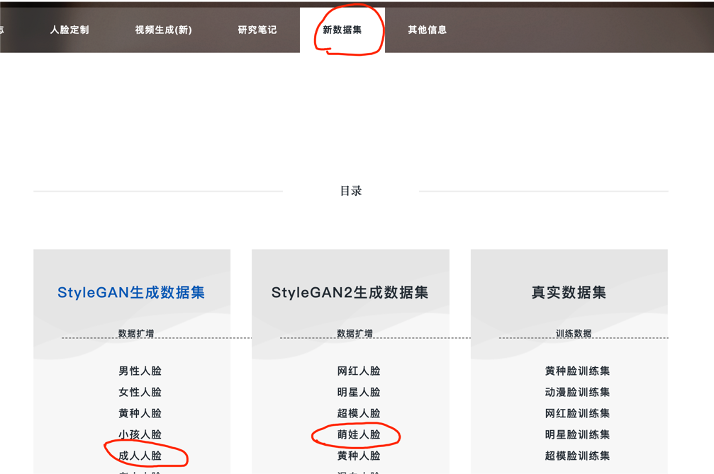 志
人脸定制
视频生成(新)
研究笔记
新数据集
其他信息
目录
StyleGAN生成数据集
数据扩增
男性人脸
女性人脸
黄种人脸
小孩人脸
成人人脸
StyleGAN2生成数据集
数据扩增
网红人脸
明星人脸
超模人脸
萌娃人脸
黄种人脸
真实数据集
训练数据
黄种脸训练集
动漫脸训练集
网红脸训练集
明星脸训练集
超模脸训练集